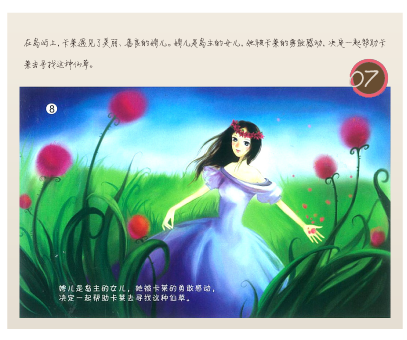 在岛屿上,卡莱遇见了美丽、善良的嫦儿。嫦儿是岛主的女儿,她被卡莱的勇敢感动,决定一起帮助卡
莱去寻找这种仙草。
07
8
嫦儿是岛主的女儿,她被卡莱的勇敢感动,
决定一起帮助卡莱去寻找这种仙草。